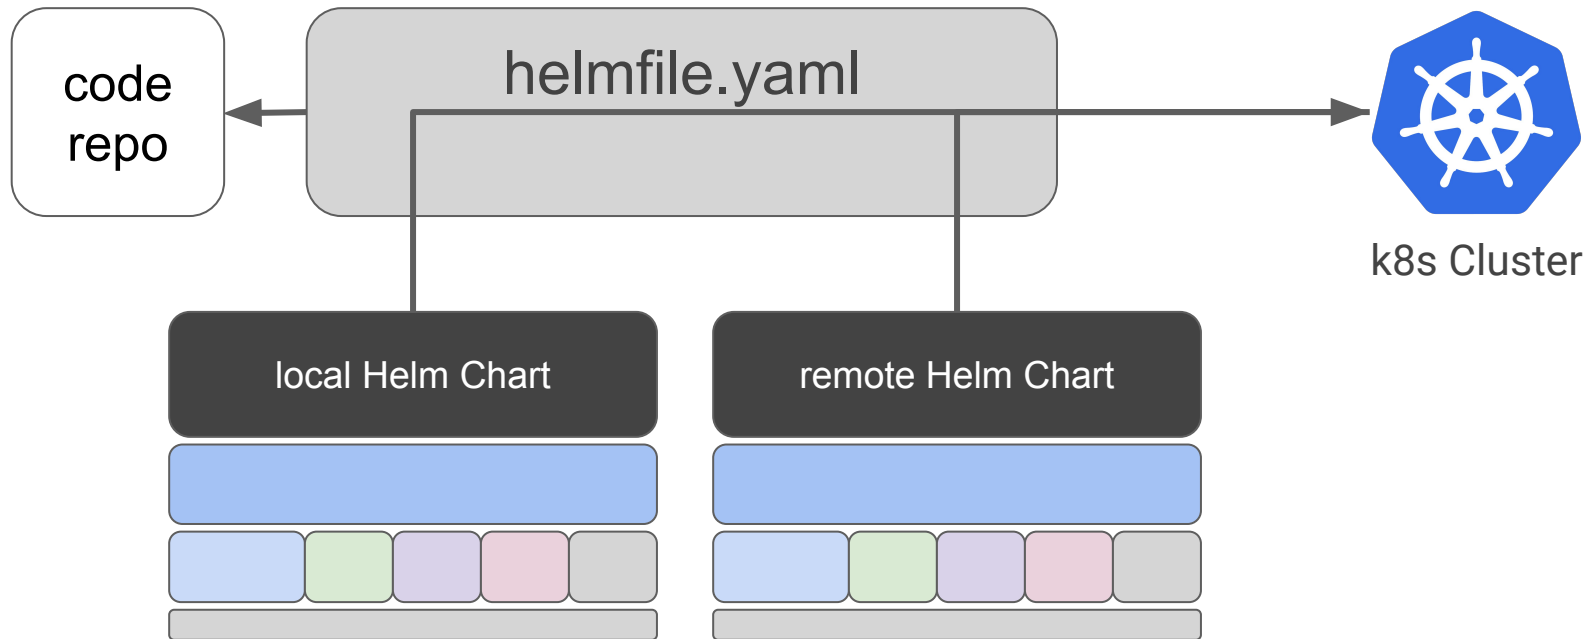 code
repo
helmfile.yaml
k8s Cluster
local Helm Chart
remote Helm Chart